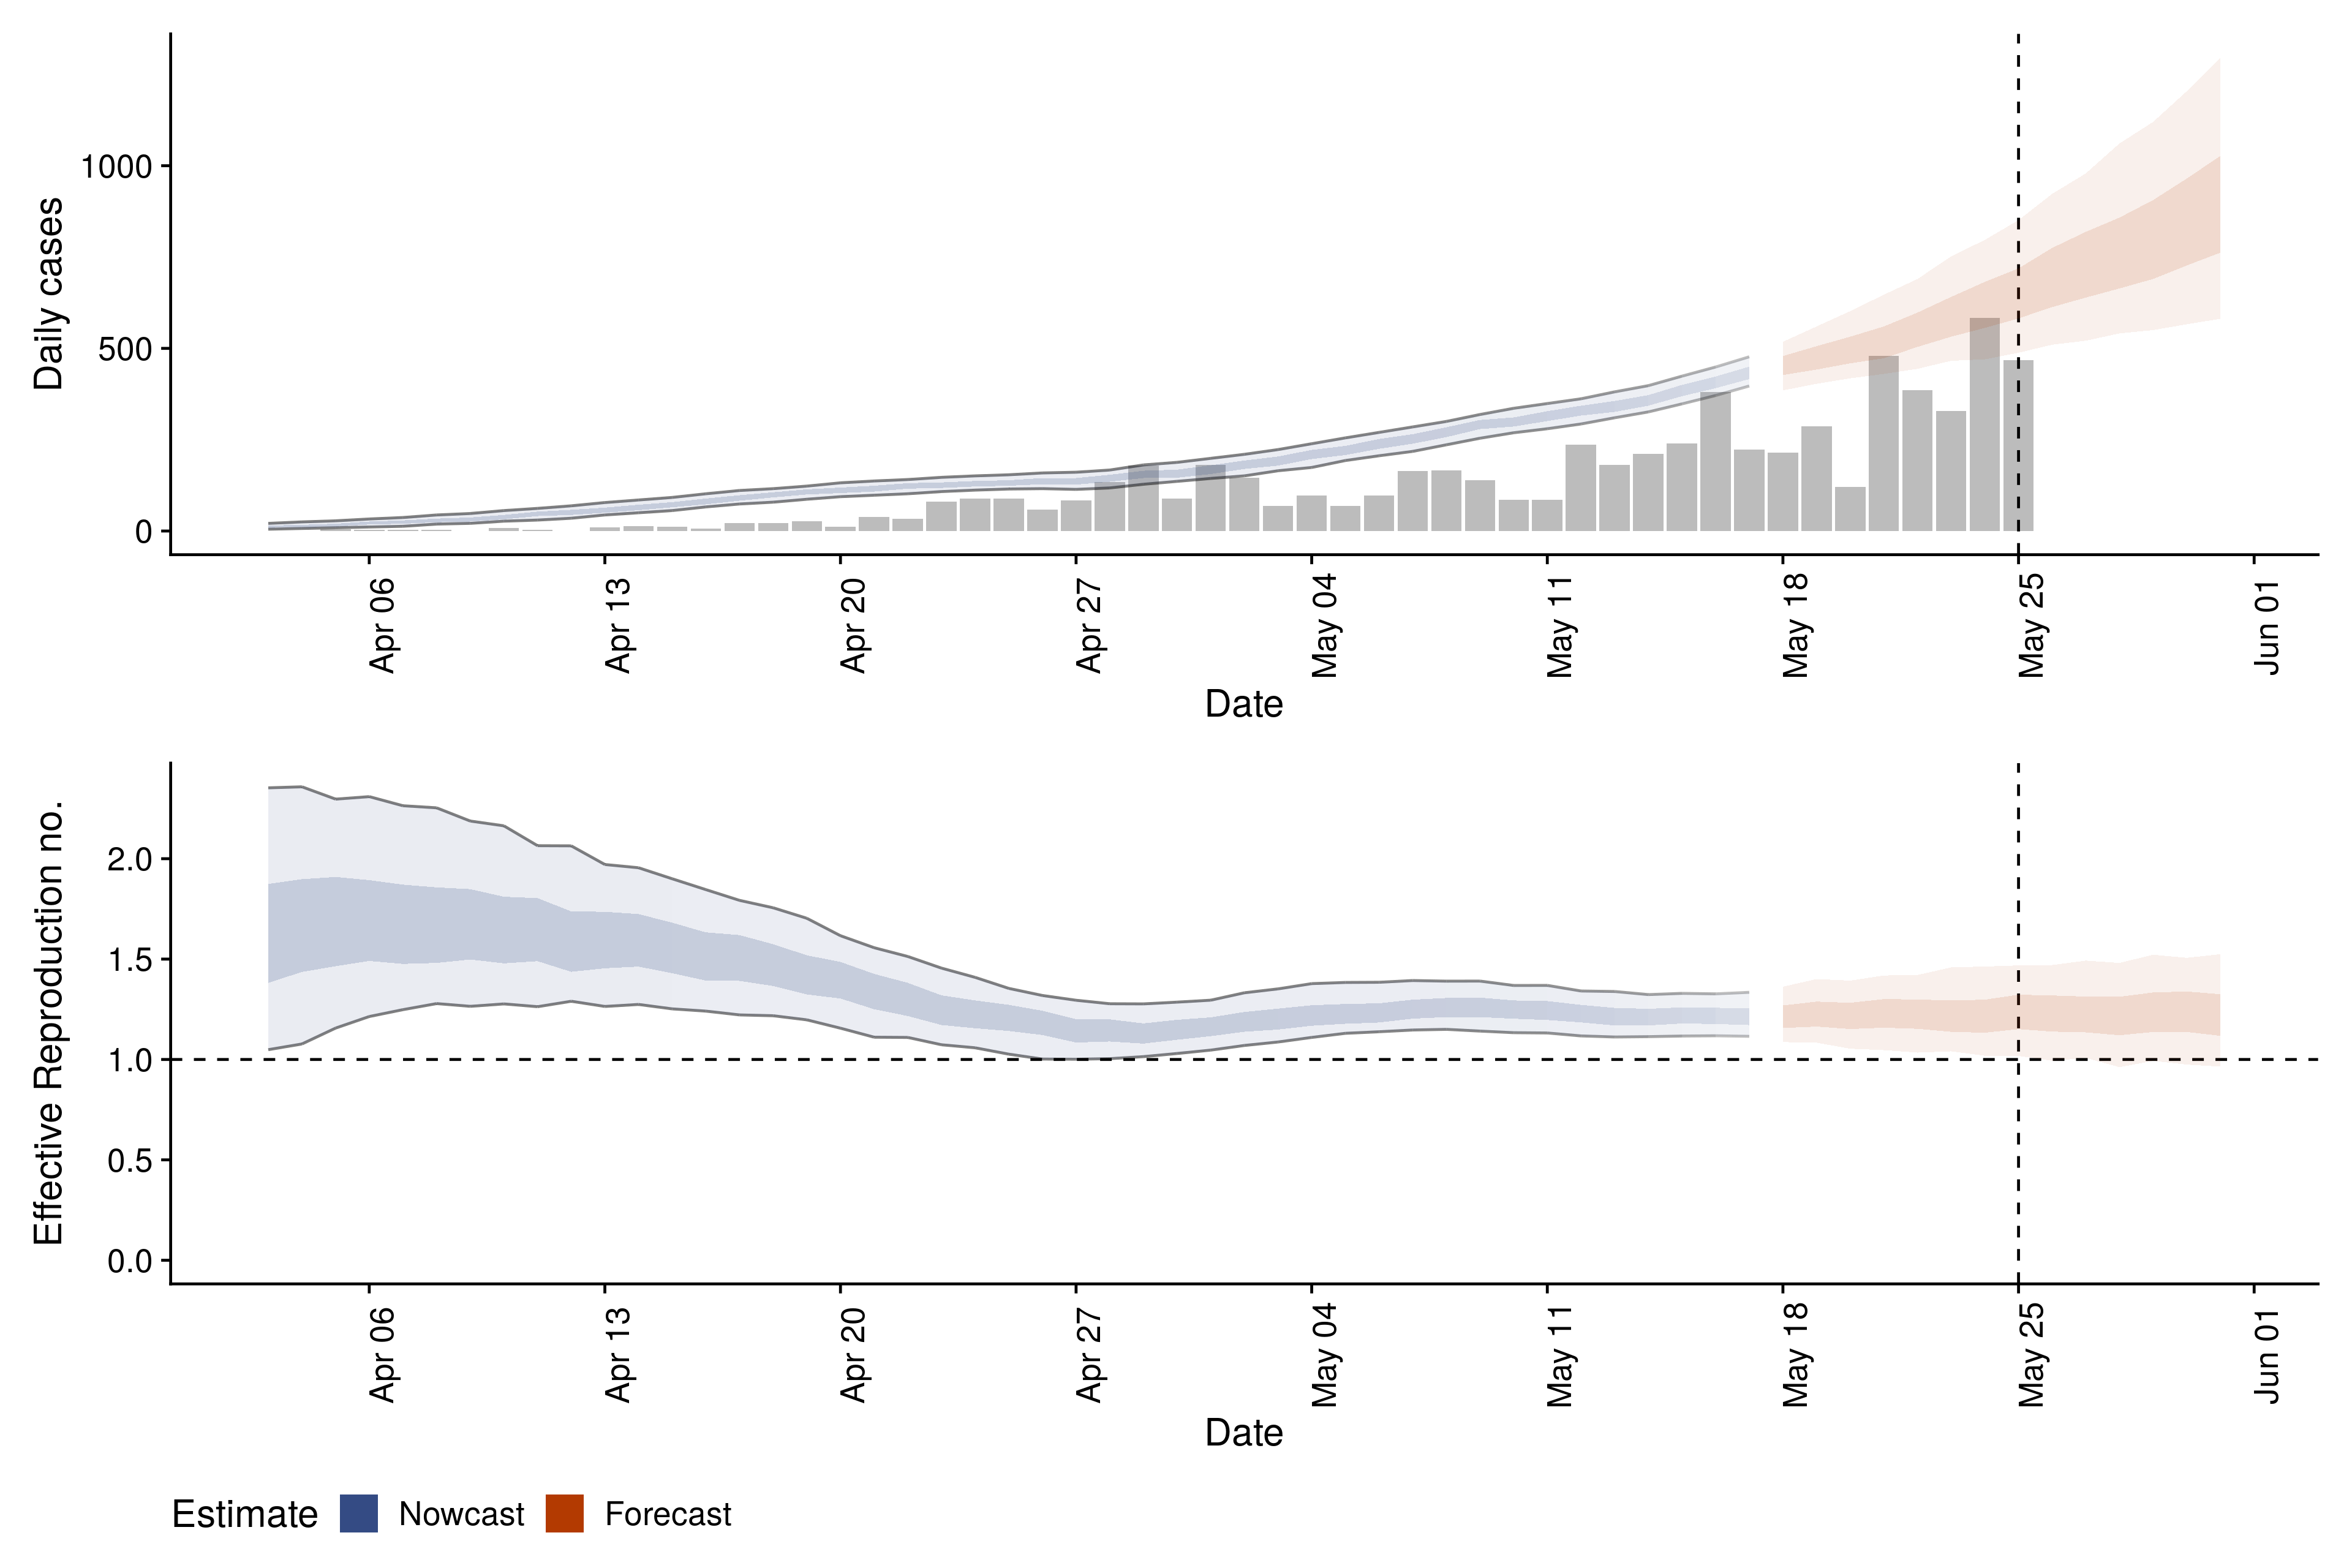 Daily cases
1000
500
0
Apr 06
Apr 13
Apr 20
Apr 27
May 04
May 11
May 18
May 25
Jun 01
Date
Effective Reproduction no.
2.0
1.5
1.0
0.5
0.0
Apr 06
Apr 13
Apr 20
Apr 27
May 04
May 11
May 18
May 25
Jun 01
Date
Estimate Nowcast Forecast